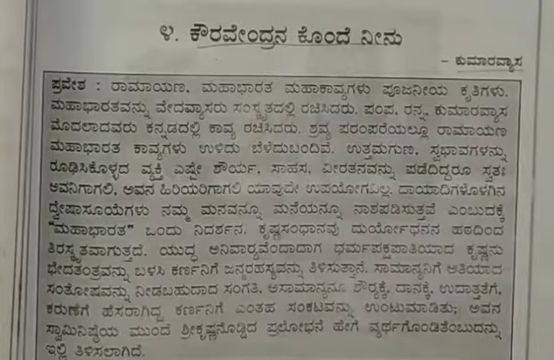 ೪. ಕೌರವೇಂದ್ರನ ಕೊಂದೆ ನೀನು
– ಕುಮಾರವ್ಯಾಸ
ಪ್ರವೇಶ : ರಾಮಾಯಣ, ಮಹಾಭಾರತ ಮಹಾಕಾವ್ಯಗಳು ಪೂಜನೀಯ ಕೃತಿಗಳು.
ಮಹಾಭಾರತವನ್ನು ವೇದವ್ಯಾಸರು ಸಂಸ್ಕೃತದಲ್ಲಿ ರಚಿಸಿದರು. ಪಂಪ, ರನ್ನ, ಕುಮಾರವ್ಯಾಸ
ಮೊದಲಾದವರು ಕನ್ನಡದಲ್ಲಿ ಕಾವ್ಯ ರಚಿಸಿದರು. ಶ್ರವ್ಯ ಪರಂಪರೆಯಲ್ಲೂ ರಾಮಾಯಣ
ಮಹಾಭಾರತ ಕಾವ್ಯಗಳು ಉಳಿದು ಬೆಳೆದುಬಂದಿವೆ. ಉತ್ತಮಗುಣ, ಸ್ವಭಾವಗಳನ್ನು
ರೂಢಿಸಿಕೊಳ್ಳದ ವ್ಯಕ್ತಿ ಎಷ್ಟೇ ಶೌರ್ಯ, ಸಾಹಸ, ವೀರತನವನ್ನು ಪಡೆದಿದ್ದರೂ ಸ್ವತಃ
ಅವನಿಗಾಗಲಿ, ಅವನ ಹಿರಿಯರಿಗಾಗಲಿ ಯಾವುದೇ ಉಪಯೋಗವಿಲ್ಲ. ದಾಯಾದಿಗಳೊಳಗಿನ
ದ್ವೇಷಾಸೂಯೆಗಳು ನಮ್ಮ ಮನವನ್ನೂ ಮನೆಯನ್ನೂ ನಾಶಪಡಿಸುತ್ತವೆ ಎಂಬುದಕ್ಕೆ
"ಮಹಾಭಾರತ" ಒಂದು ನಿದರ್ಶನ. ಕೃಷ್ಣಸಂಧಾನವು ದುರ್ಯೋಧನನ ಹಠದಿಂದ
ತಿರಸ್ಕೃತವಾಗುತ್ತದೆ. ಯುದ್ಧ ಅನಿವಾರ್ಯವೆಂದಾದಾಗ ಧರ್ಮಪಕ್ಷಪಾತಿಯಾದ ಕೃಷ್ಣನು
ಭೇದತಂತ್ರವನ್ನು ಬಳಸಿ ಕರ್ಣನಿಗೆ ಜನ್ಮರಹಸ್ಯವನ್ನು ತಿಳಿಸುತ್ತಾನೆ. ಸಾಮಾನ್ಯನಿಗೆ ಅತಿಯಾದ
ಸಂತೋಷವನ್ನು ನೀಡಬಹುದಾದ ಸಂಗತಿ, ಅಸಾಮಾನ್ಯನೂ ಶೌರ್ಯಕ್ಕೆ, ದಾನಕ್ಕೆ, ಉದಾತ್ತತೆಗೆ,
ಕರುಣೆಗೆ ಹೆಸರಾಗಿದ್ದ ಕರ್ಣನಿಗೆ ಎಂತಹ ಸಂಕಟವನ್ನು ಉಂಟುಮಾಡಿತು; ಅವನ
ಸ್ವಾಮಿನಿಷ್ಠೆಯ ಮುಂದೆ ಶ್ರೀಕೃಷ್ಣನೊಡ್ಡಿದ ಪ್ರಲೋಭನೆ ಹೇಗೆ ವ್ಯರ್ಥಗೊಂಡಿತೆಂಬುದನ್ನು
ಇಲ್ಲಿ ತಿಳಿಸಲಾಗಿದೆ.